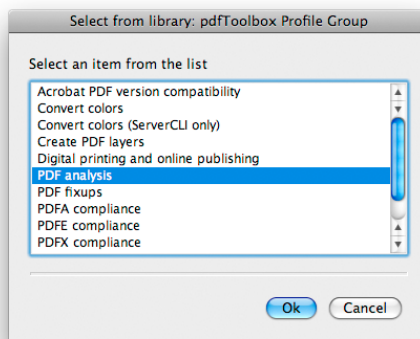 Select from library: pdfToolbox Profile Group
Select an item from the list
Acrobat PDF version compatibility
Convert colors
Convert colors (ServerCLI only)
Create PDF layers
Digital printing and online publishing
PDF analysis
PDF fixups
PDFA compliance
PDFE compliance
PDFX compliance
Ok
Cancel